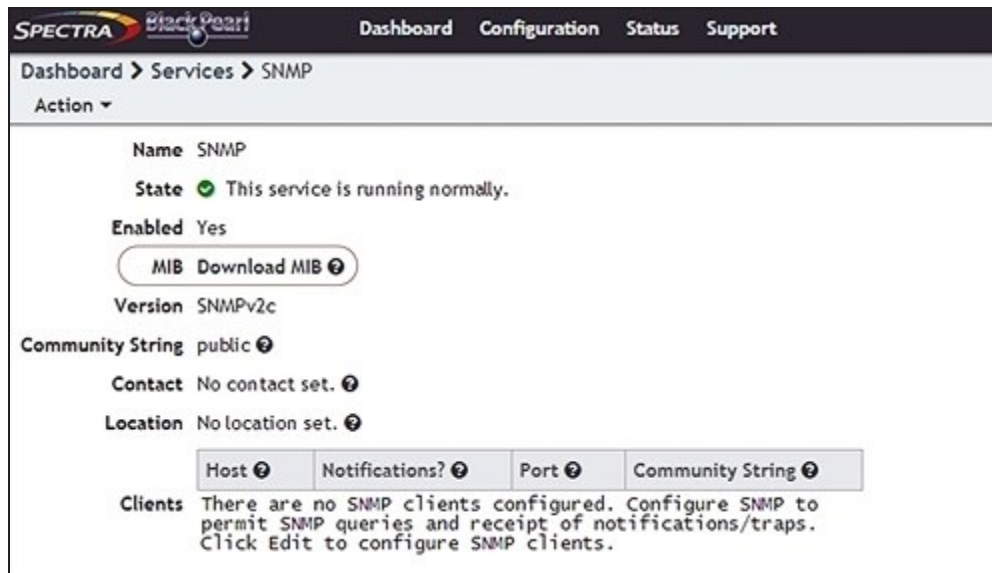 SPECTRA BlackPearl Dashboard Configuration Status Support
Dashboard > Services > SNMP
Action
Name SNMP
State This service is running normally.
Enabled Yes
MIB Download MIB
Version SNMPv2c
Community String public
Contact No contact set.
Location No location set.
Host Notifications? Port Community String
Clients There are no SNMP clients configured. Configure SNMP to
permit SNMP queries and receipt of notifications/traps.
Click Edit to configure SNMP clients.